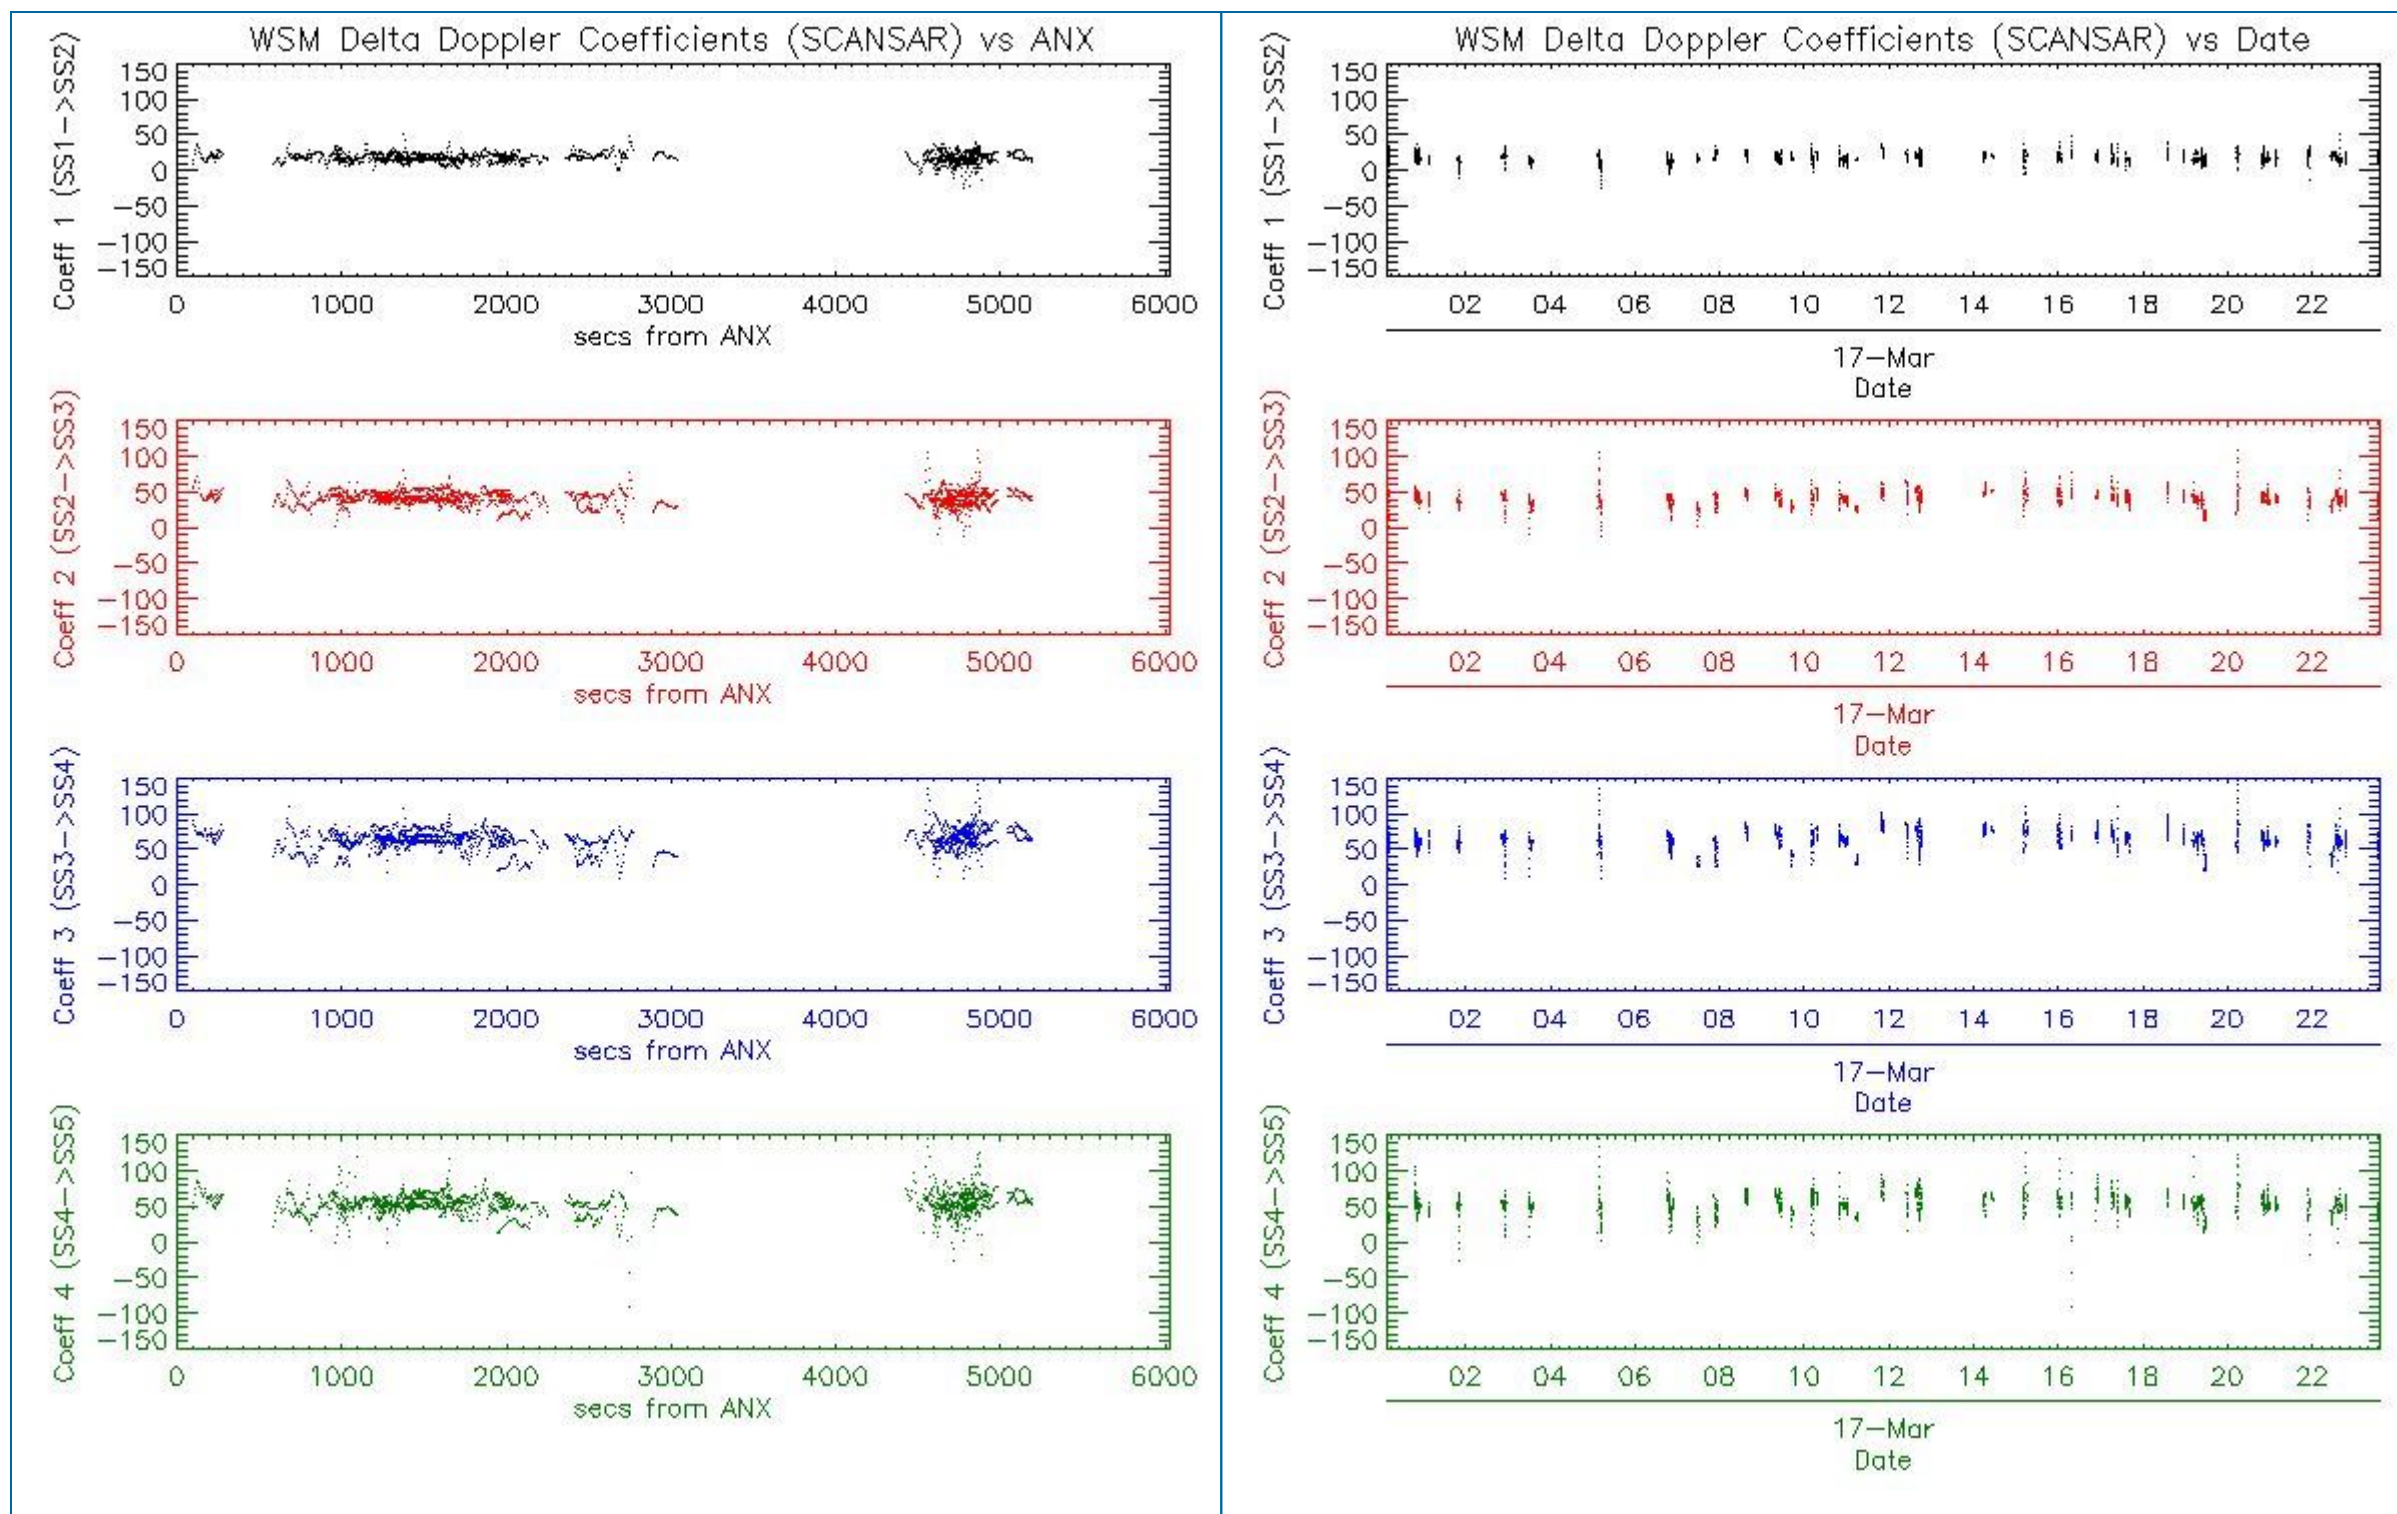 WSM Delta Doppler Coefficients (SCANSAR) vs ANX
Coeff 1 (SS1->SS2)
150
100
50
0
-50
-100
-150
0 1000 2000 3000 4000 5000 6000
secs from ANX
Coeff 2 (SS2->SS3)
150
100
50
0
-50
-100
-150
0 1000 2000 3000 4000 5000 6000
secs from ANX
Coeff 3 (SS3->SS4)
150
100
50
0
-50
-100
-150
0 1000 2000 3000 4000 5000 6000
secs from ANX
Coeff 4 (SS4->SS5)
150
100
50
0
-50
-100
-150
0 1000 2000 3000 4000 5000 6000
secs from ANX
WSM Delta Doppler Coefficients (SCANSAR) vs Date
Coeff 1 (SS1->SS2)
150
100
50
0
-50
-100
-150
02 04 06 08 10 12 14 16 18 20 22
17-Mar
Date
Coeff 2 (SS2->SS3)
150
100
50
0
-50
-100
-150
02 04 06 08 10 12 14 16 18 20 22
17-Mar
Date
Coeff 3 (SS3->SS4)
150
100
50
0
-50
-100
-150
02 04 06 08 10 12 14 16 18 20 22
17-Mar
Date
Coeff 4 (SS4->SS5)
150
100
50
0
-50
-100
-150
02 04 06 08 10 12 14 16 18 20 22
17-Mar
Date